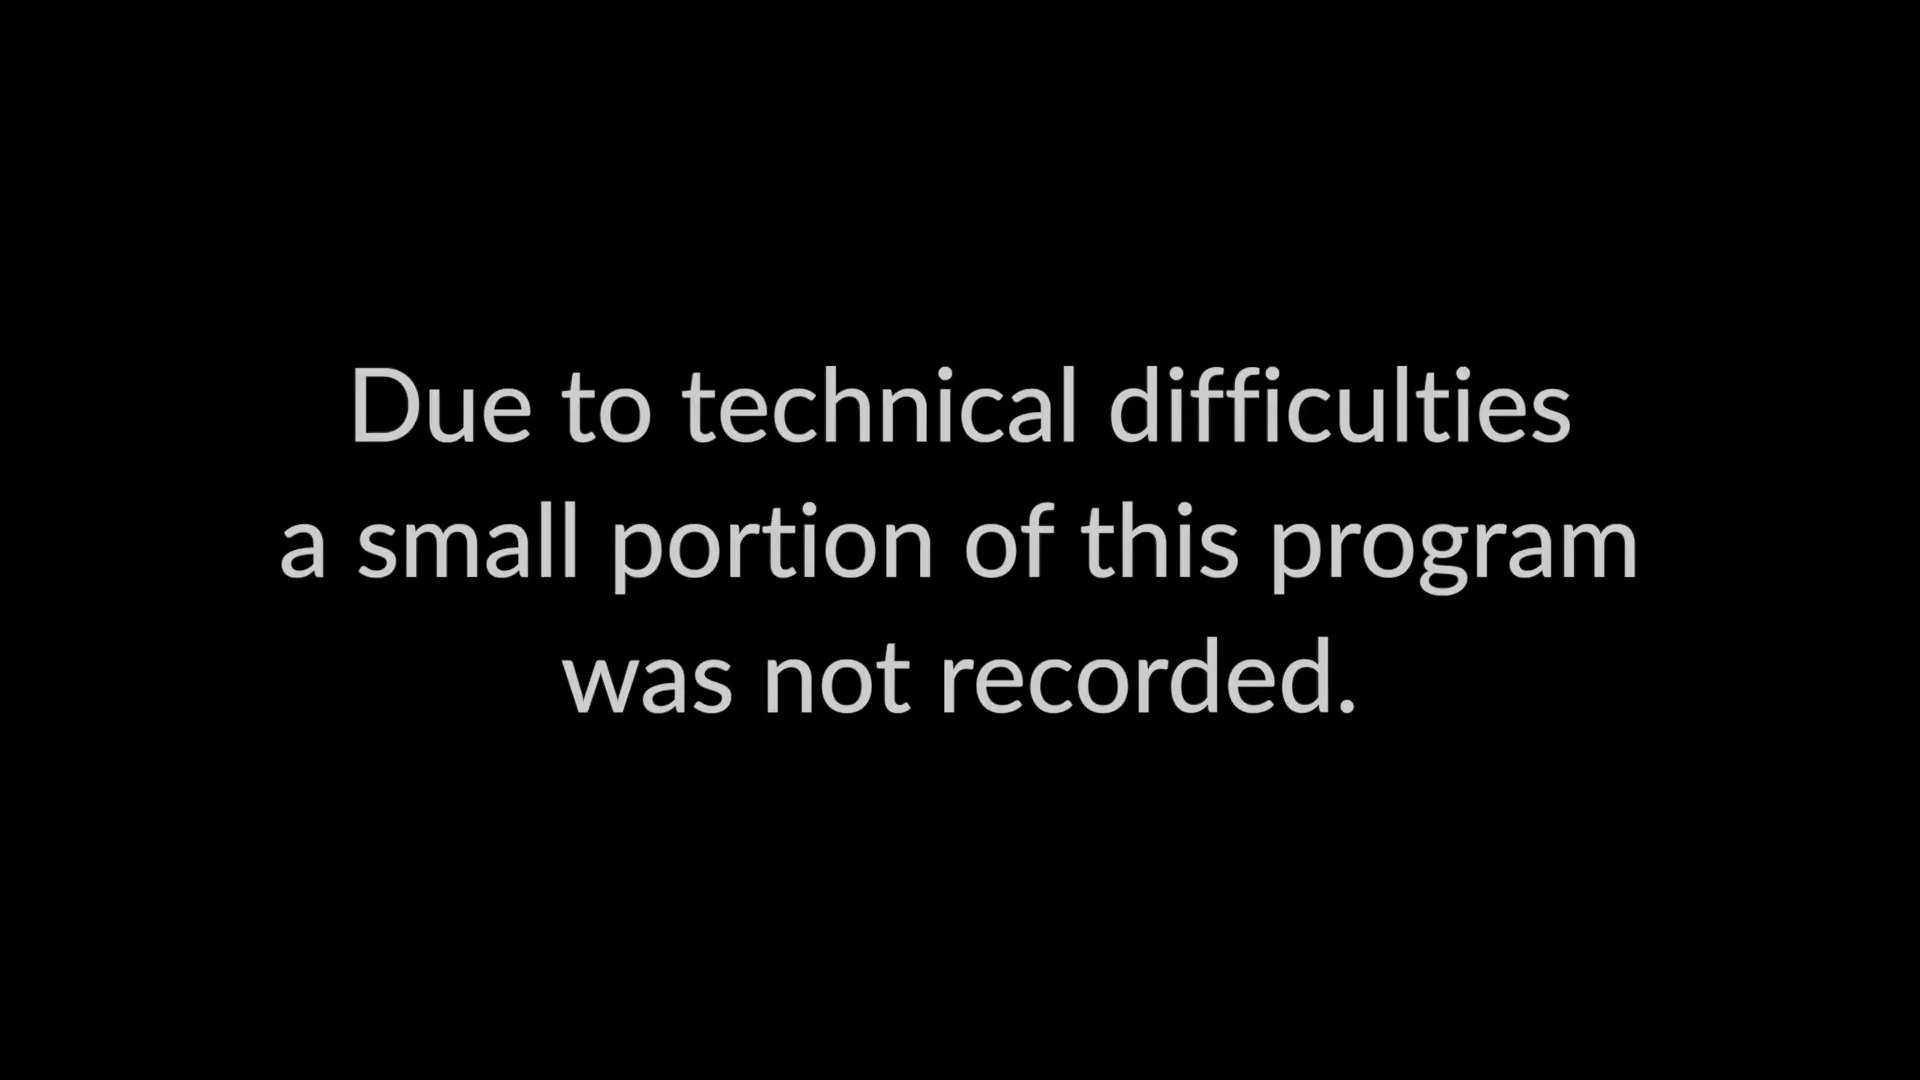 Due to technical difficulties
a small portion of this program
was not recorded.